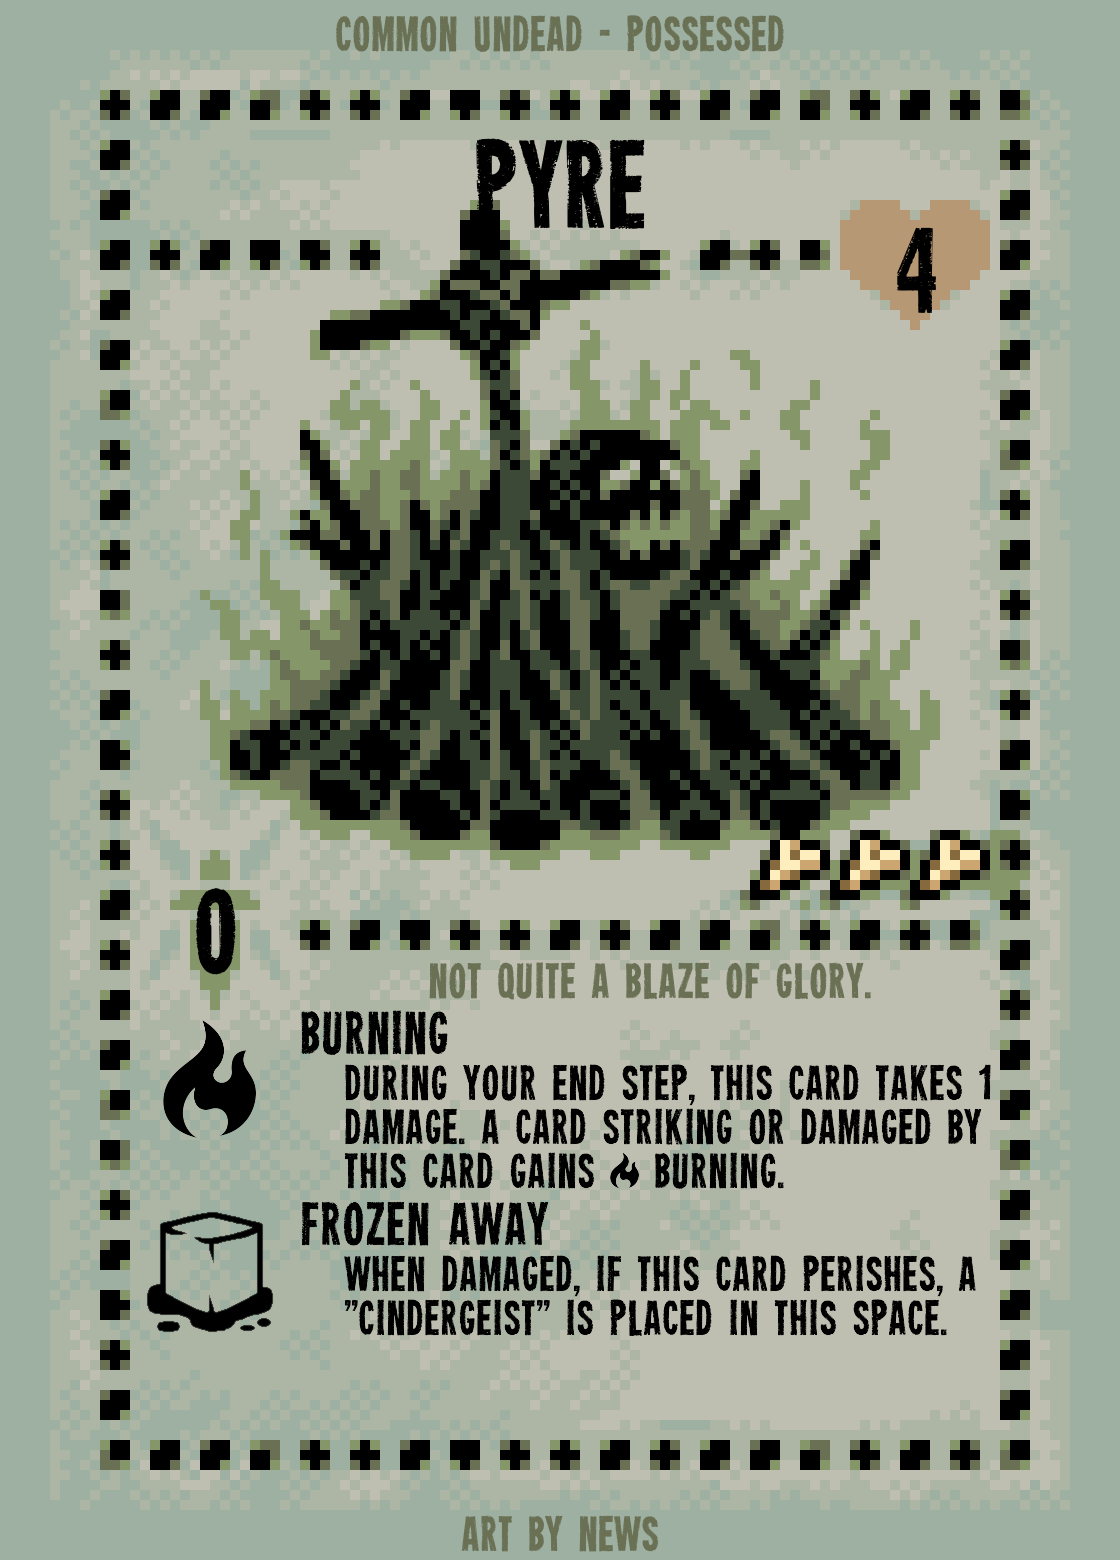 COMMON UNDEAD - POSSESSED
PYRE
4
0
NOT QUITE A BLAZE OF GLORY.
BURNING
DURING YOUR END STEP, THIS CARD TAKES 1
DAMAGE. A CARD STRIKING OR DAMAGED BY
THIS CARD GAINS BURNING.
FROZEN AWAY
WHEN DAMAGED, IF THIS CARD PERISHES, A
"CINDERGEIST" IS PLACED IN THIS SPACE.
ART BY NEWS